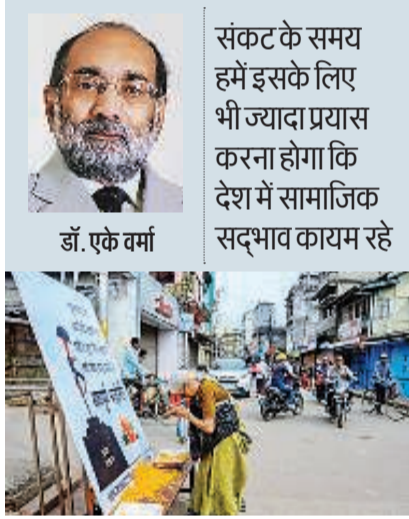 संकट के समय
हमें इसके लिए
भी ज्यादा प्रयास
करना होगा कि
देश में सामाजिक
सद्भाव कायम रहे
डॉ. एके वर्मा